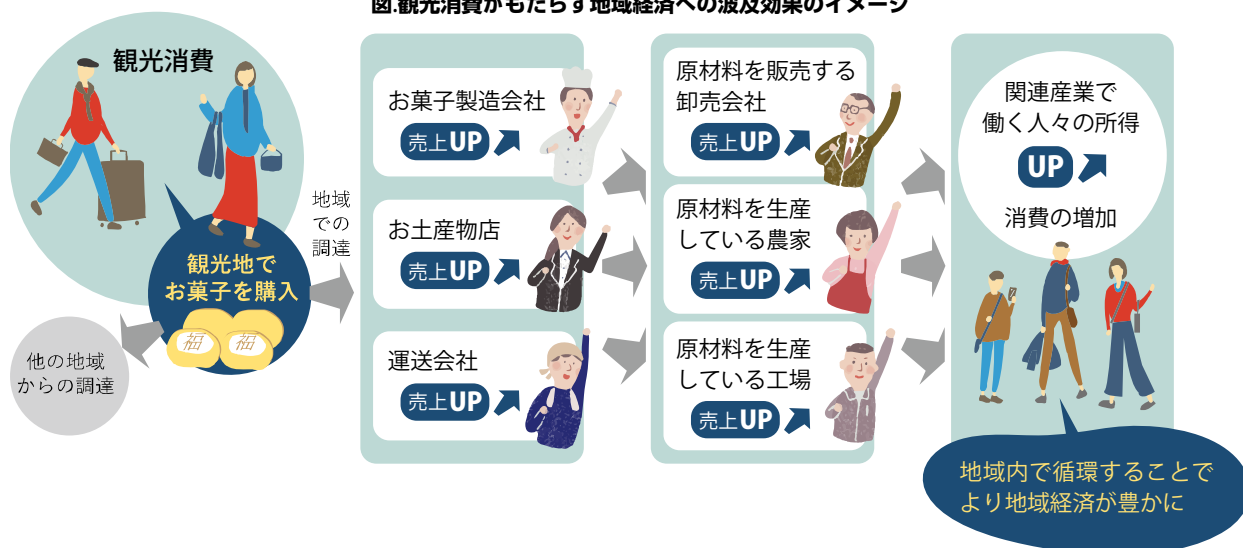 図.観光消費がもたらす地域経済への波及効果のイメージ
観光消費
観光地で
お菓子を購入
福 福
他の地域
からの調達
地域
での
調達
お菓子製造会社
売上UP
お土産物店
売上UP
運送会社
売上UP
原材料を販売する
卸売会社
売上UP
原材料を生産
している農家
売上UP
原材料を生産
している工場
売上UP
関連産業で
働く人々の所得
UP
消費の増加
地域内で循環することで
より地域経済が豊かに